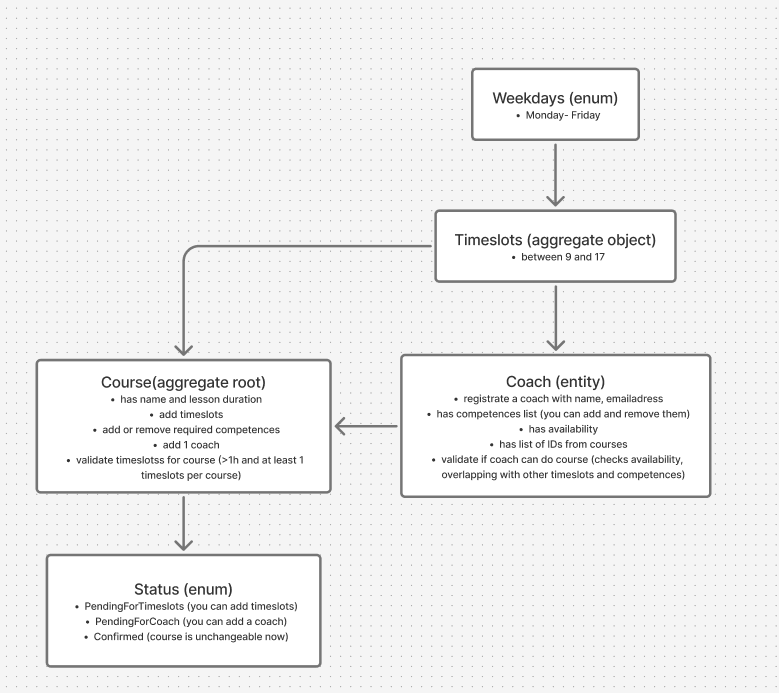 Weekdays (enum)
• Monday- Friday
Timeslots (aggregate object)
• between 9 and 17
Course(aggregate root)
• has name and lesson duration
• add timeslots
• add or remove required competences
• add 1 coach
• validate timeslotss for course (>1h and at least 1
timeslots per course)
Coach (entity)
• registrate a coach with name, emailadress
• has competences list (you can add and remove them)
• has availability
• has list of IDs from courses
• validate if coach can do course (checks availability,
overlapping with other timeslots and competences)
Status (enum)
• PendingForTimeslots (you can add timeslots)
• PendingForCoach (you can add a coach)
• Confirmed (course is unchangeable now)